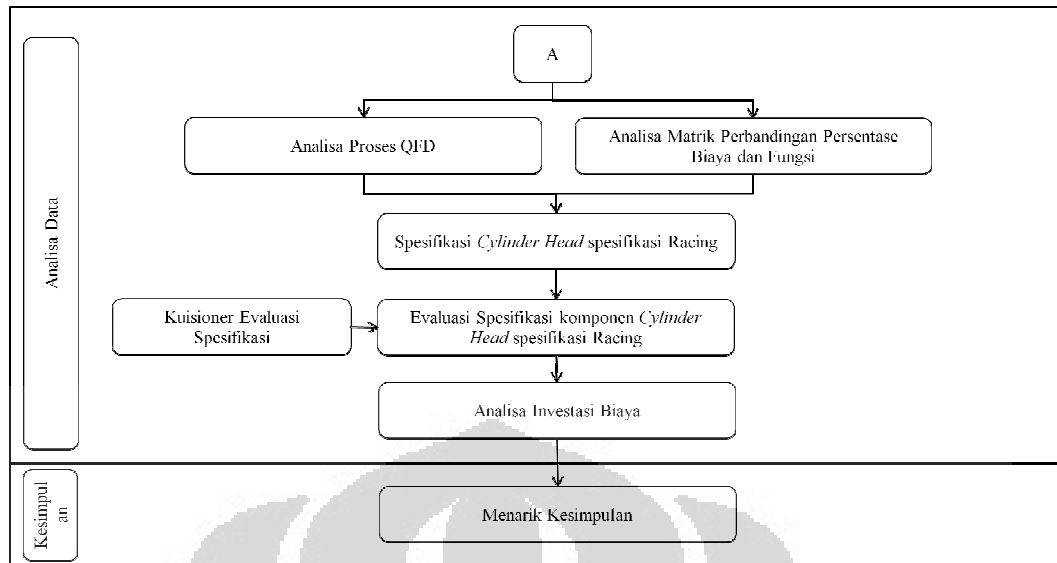 A
Analisa Proses QFD
Analisa Matrik Perbandingan Persentase
Biaya dan Fungsi
Analisa Data
Spesifikasi Cylinder Head spesifikasi Racing
Kuisioner Evaluasi
Spesifikasi
Evaluasi Spesifikasi komponen Cylinder
Head spesifikasi Racing
Analisa Investasi Biaya
Kesimpul
an
Menarik Kesimpulan